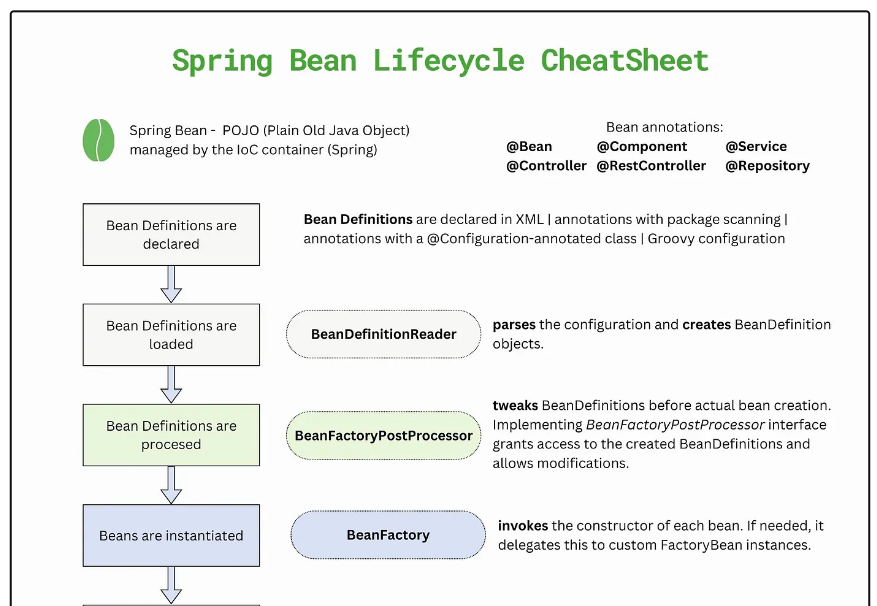 Spring Bean Lifecycle CheatSheet
Spring Bean - POJO (Plain Old Java Object)
managed by the IoC container (Spring)
Bean annotations:
@Bean @Component @Service
@Controller @RestController @Repository
Bean Definitions are
declared
Bean Definitions are declared in XML | annotations with package scanning |
annotations with a @Configuration-annotated class | Groovy configuration
Bean Definitions are
loaded
BeanDefinitionReader
parses the configuration and creates BeanDefinition
objects.
Bean Definitions are
procesed
BeanFactoryPostProcessor
tweaks BeanDefinitions before actual bean creation.
Implementing BeanFactoryPostProcessor interface
grants access to the created BeanDefinitions and
allows modifications.
Beans are instantiated
BeanFactory
invokes the constructor of each bean. If needed, it
delegates this to custom FactoryBean instances.